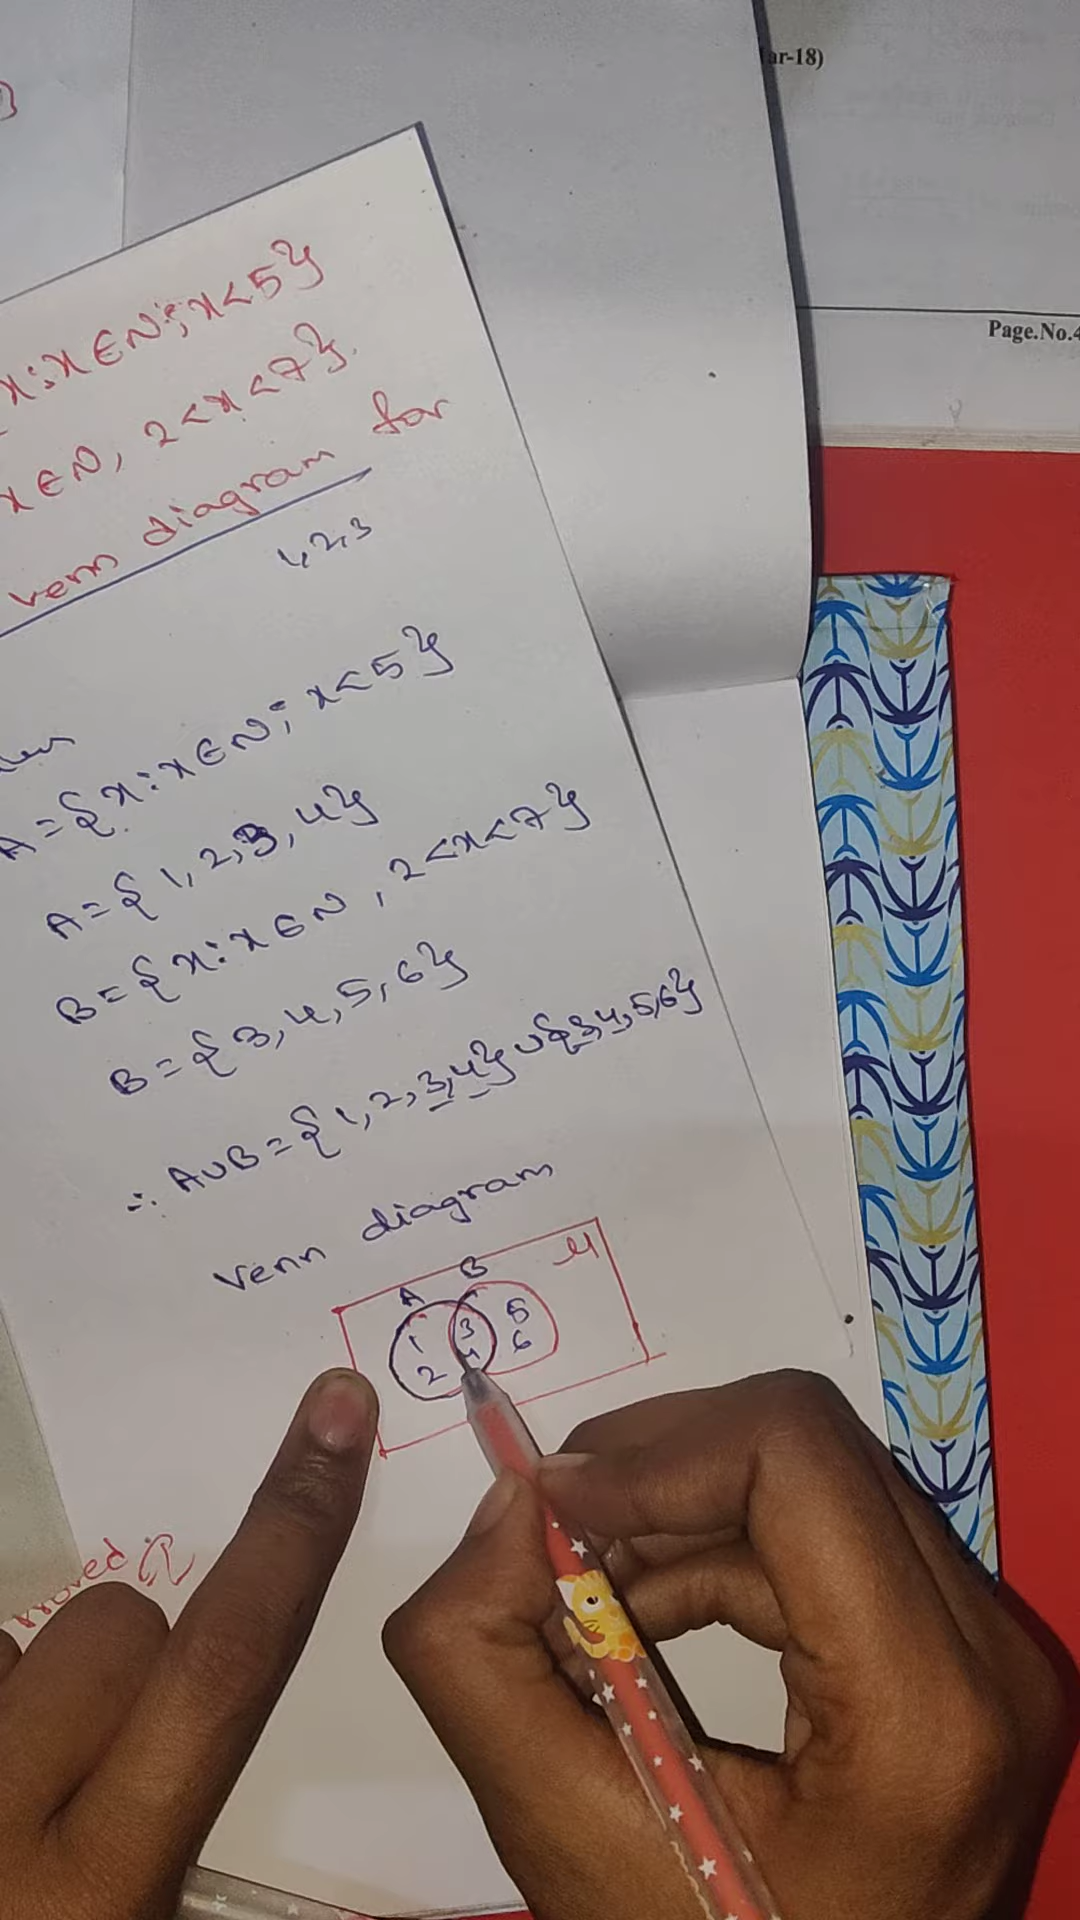 ar-18)
Page.No.4
x:x∈N; x<5}
x∈N, 2<x<7}.
venn diagram for
1,2,3
A={x:x∈N; x<5}
A={1,2,3,4}
B={x:x∈N, 2<x<7}
B={3,4,5,6}
∴ A∪B={1,2,3,4}∪{3,4,5,6}
Venn diagram
A B μ
1 3 5
2 4 6
Proved